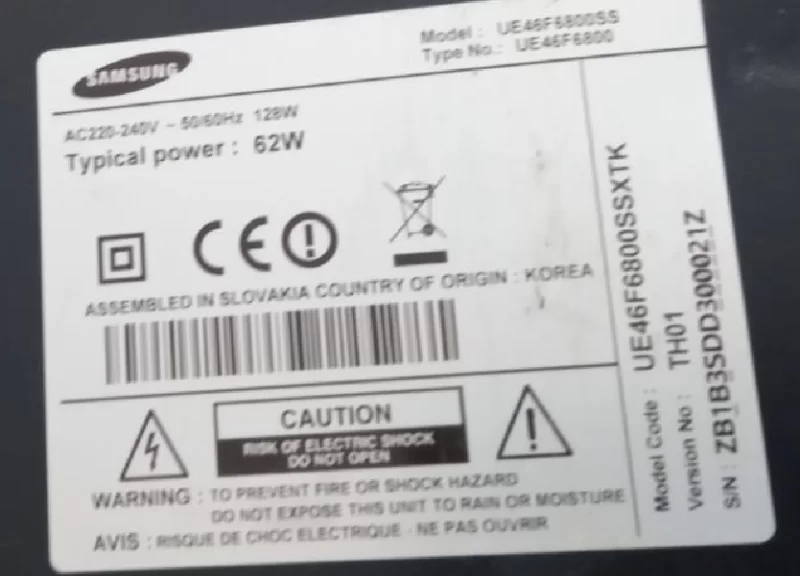 SAMSUNG
Model : UE46F6800SS
Type No.: UE46F6800
AC220-240V ~ 50/60Hz 128W
Typical power : 62W
ASSEMBLED IN SLOVAKIA COUNTRY OF ORIGIN : KOREA
CAUTION
RISK OF ELECTRIC SHOCK
DO NOT OPEN
WARNING : TO PREVENT FIRE OR SHOCK HAZARD
DO NOT EXPOSE THIS UNIT TO RAIN OR MOISTURE
AVIS : RISQUE DE CHOC ELECTRIQUE - NE PAS OUVRIR
Model Code : UE46F6800SSXTK
Version No : TH01
S/N : ZB1B3SDD300021Z